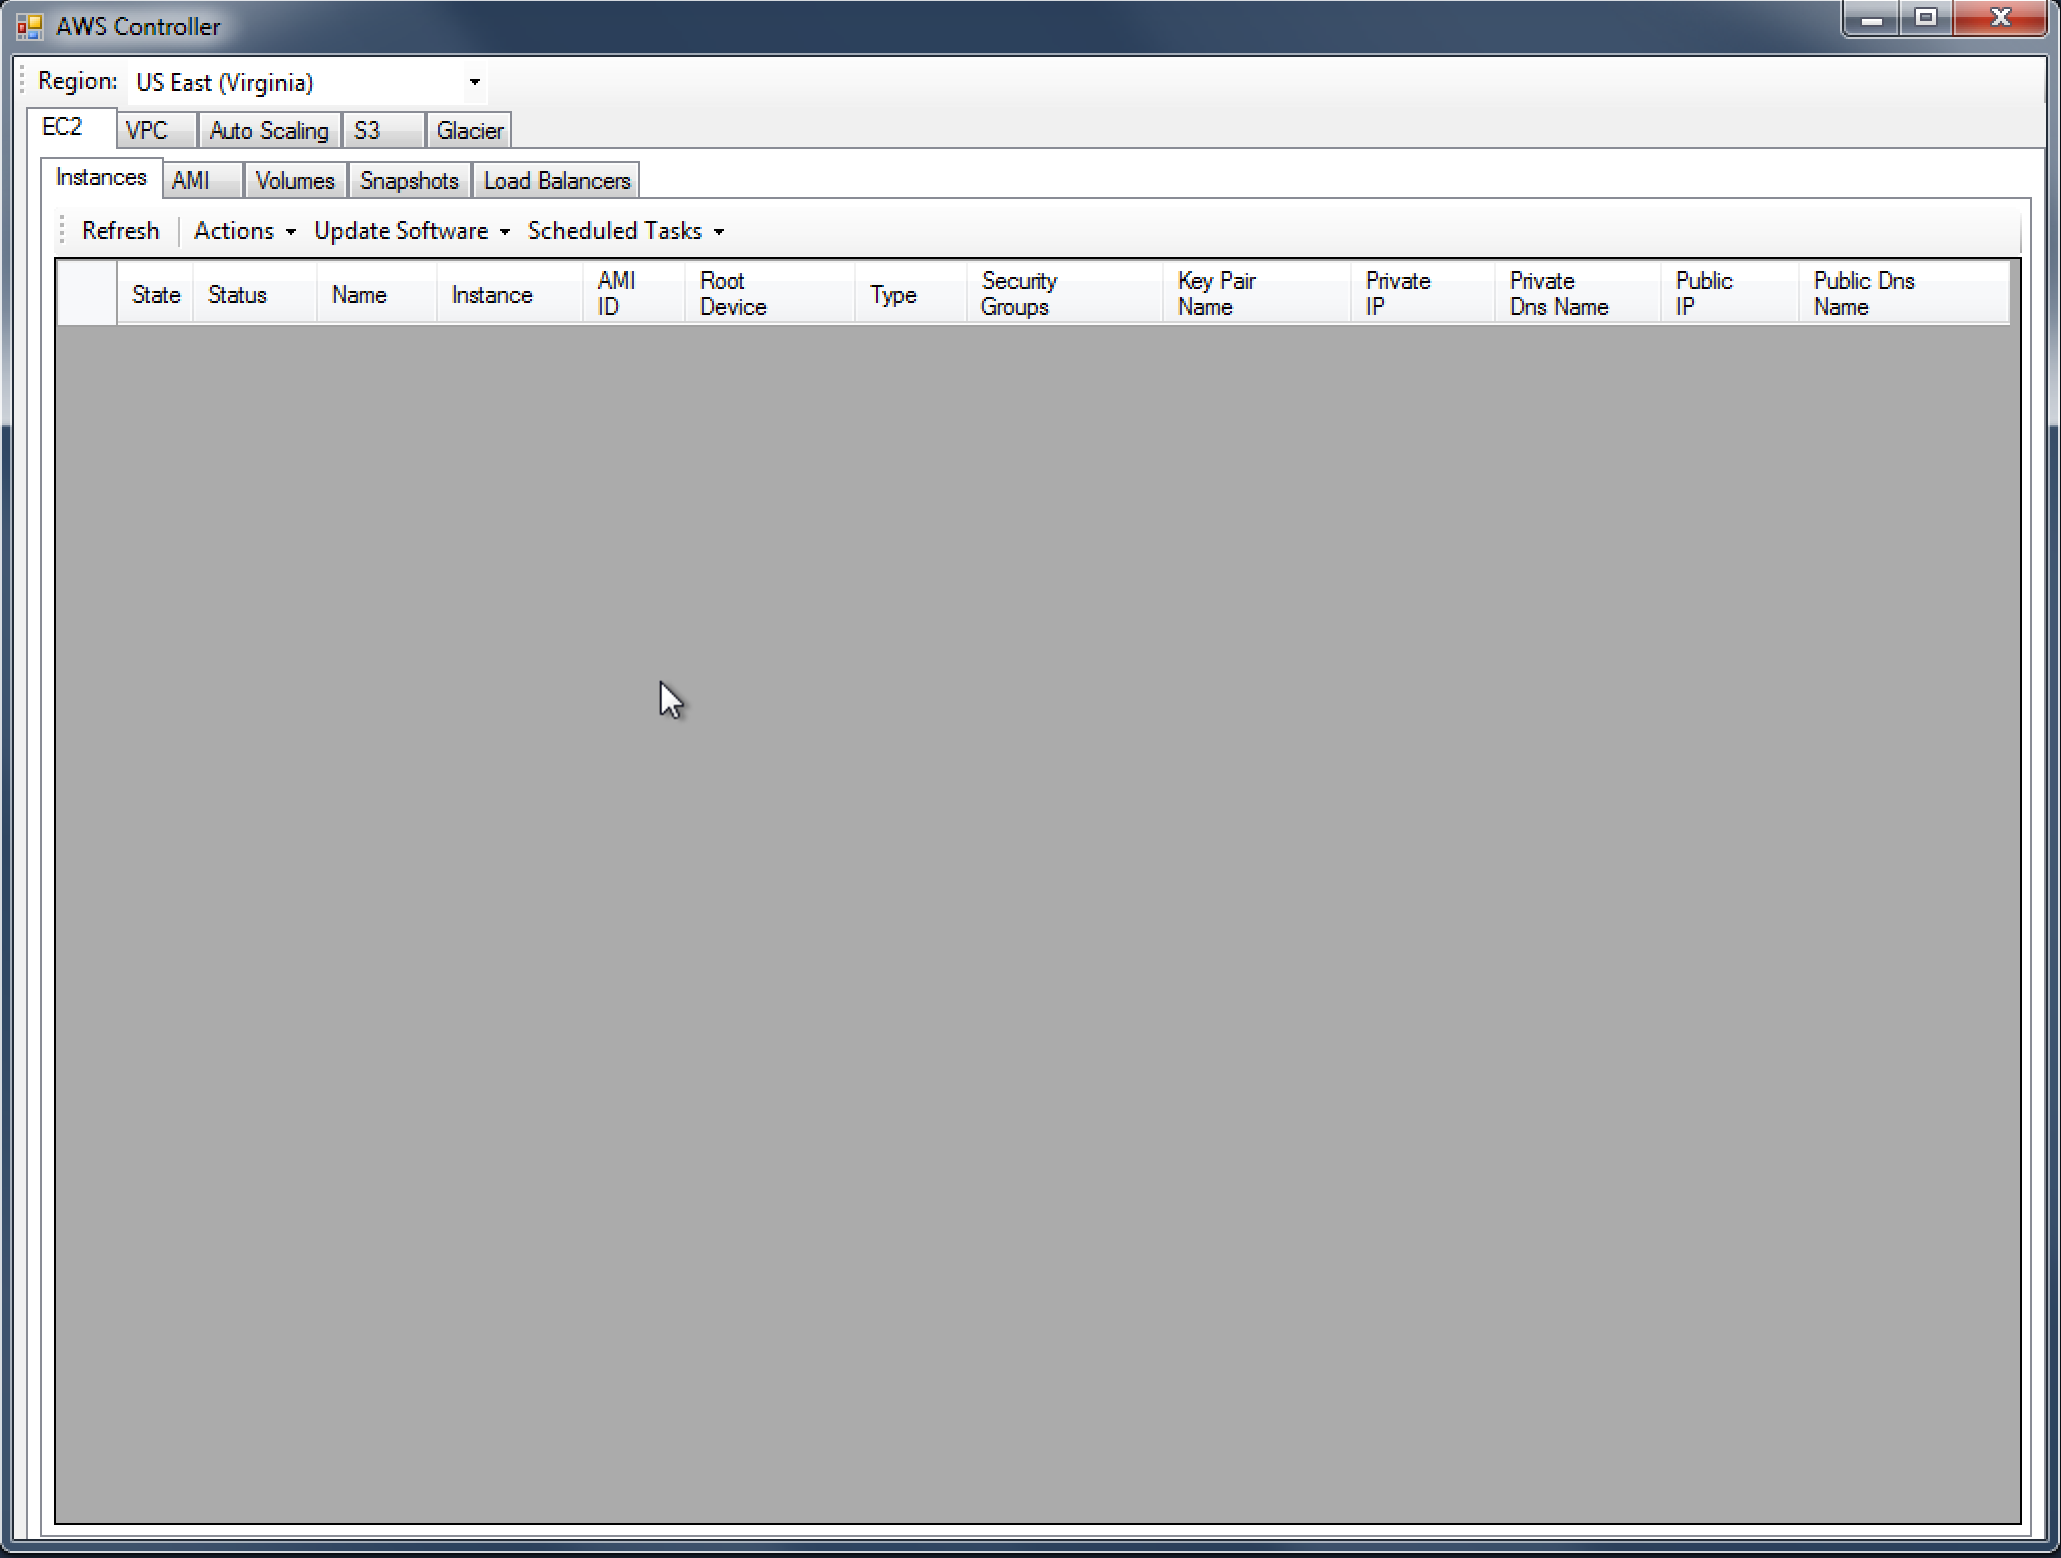 AWS Controller
Region: US East (Virginia)
EC2 VPC Auto Scaling S3 Glacier
Instances AMI Volumes Snapshots Load Balancers
Refresh Actions Update Software Scheduled Tasks
State Status Name Instance AMI ID Root Device Type Security Groups Key Pair Name Private IP Private Dns Name Public IP Public Dns Name